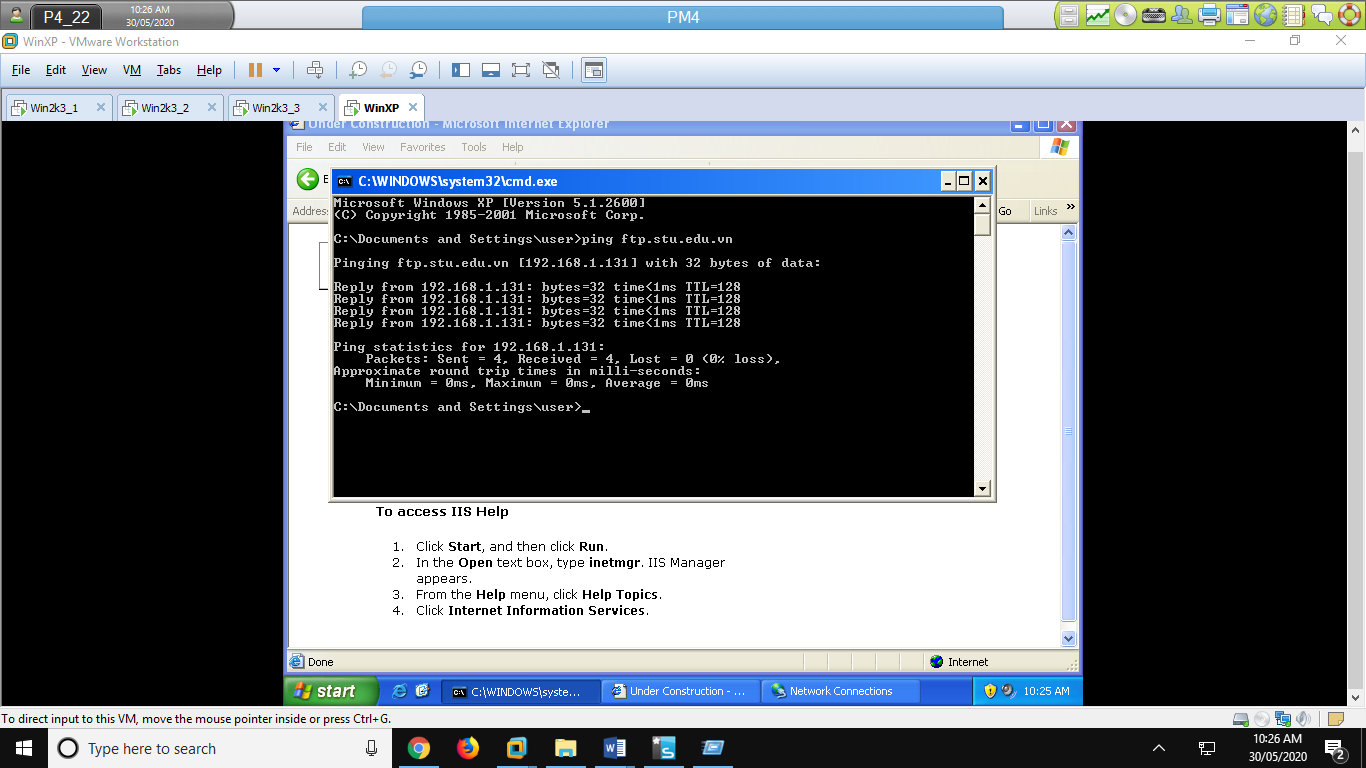 P4_22
10:26 AM
30/05/2020
PM4
WinXP - VMware Workstation
File Edit View VM Tabs Help
Win2k3_1 Win2k3_2 Win2k3_3 WinXP
Under Construction - Microsoft Internet Explorer
File Edit View Favorites Tools Help
C:\WINDOWS\system32\cmd.exe
Go Links
Microsoft Windows XP [Version 5.1.2600]
(C) Copyright 1985-2001 Microsoft Corp.
C:\Documents and Settings\user>ping ftp.stu.edu.vn
Pinging ftp.stu.edu.vn [192.168.1.131] with 32 bytes of data:
Reply from 192.168.1.131: bytes=32 time<1ms TTL=128
Reply from 192.168.1.131: bytes=32 time<1ms TTL=128
Reply from 192.168.1.131: bytes=32 time<1ms TTL=128
Reply from 192.168.1.131: bytes=32 time<1ms TTL=128
Ping statistics for 192.168.1.131:
Packets: Sent = 4, Received = 4, Lost = 0 (0% loss),
Approximate round trip times in milli-seconds:
Minimum = 0ms, Maximum = 0ms, Average = 0ms
C:\Documents and Settings\user>_
To access IIS Help
1. Click Start, and then click Run.
2. In the Open text box, type inetmgr. IIS Manager
appears.
3. From the Help menu, click Help Topics.
4. Click Internet Information Services.
Done Internet
start C:\WINDOWS\syste... Under Construction - ... Network Connections 10:25 AM
To direct input to this VM, move the mouse pointer inside or press Ctrl+G.
Type here to search
10:26 AM
30/05/2020
2